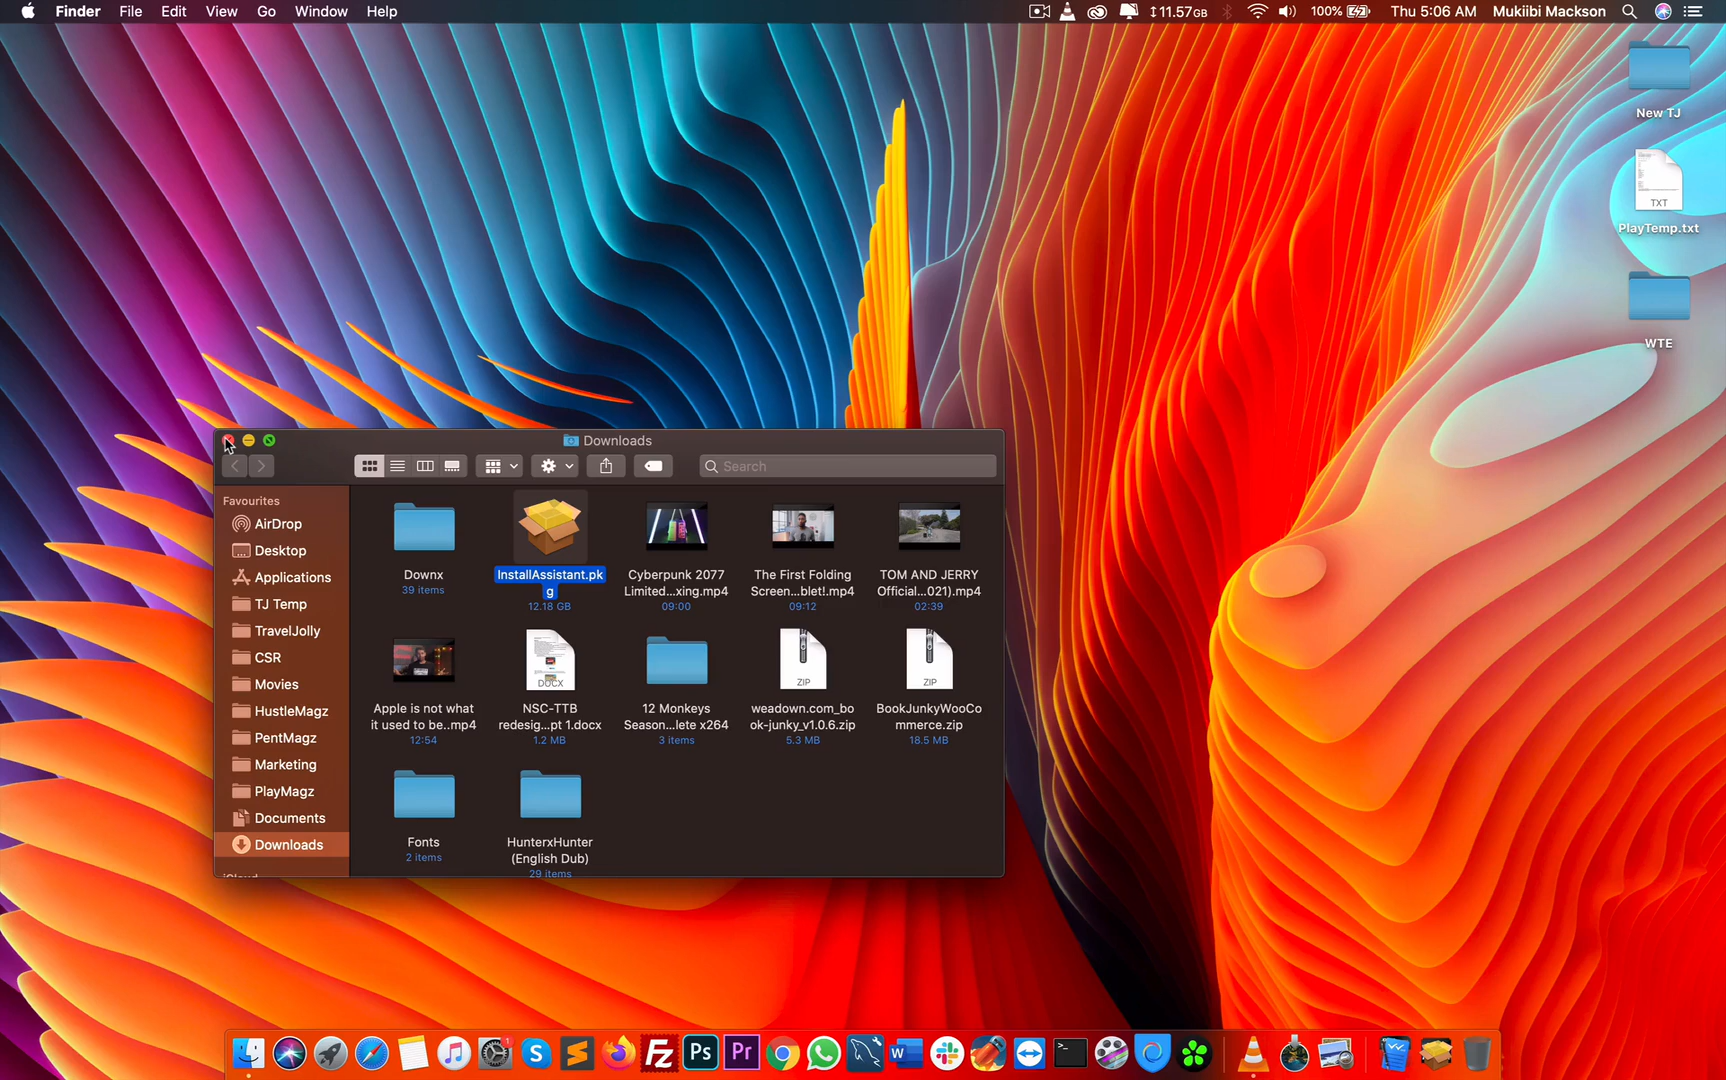 Finder File Edit View Go Window Help
11.57GB 100% Thu 5:06 AM Mukiibi Mackson
New TJ
TXT
PlayTemp.txt
WTE
Downloads
Search
Favourites
AirDrop
Desktop
Applications
TJ Temp
TravelJolly
CSR
Movies
HustleMagz
PentMagz
Marketing
PlayMagz
Documents
Downloads
iCloud
Downx
39 items
InstallAssistant.pk
g
12.18 GB
Cyberpunk 2077
Limited...xing.mp4
09:00
The First Folding
Screen...blet!.mp4
09:12
TOM AND JERRY
Official...021).mp4
02:39
Apple is not what
it used to be..mp4
12:54
DOCX
NSC-TTB
redesig...pt 1.docx
1.2 MB
12 Monkeys
Season...lete x264
3 items
ZIP
weadown.com_bo
ok-junky_v1.0.6.zip
5.3 MB
ZIP
BookJunkyWooCo
mmerce.zip
18.5 MB
Fonts
2 items
HunterxHunter
(English Dub)
29 items
1
S
Fz
Ps
Pr
W
>_